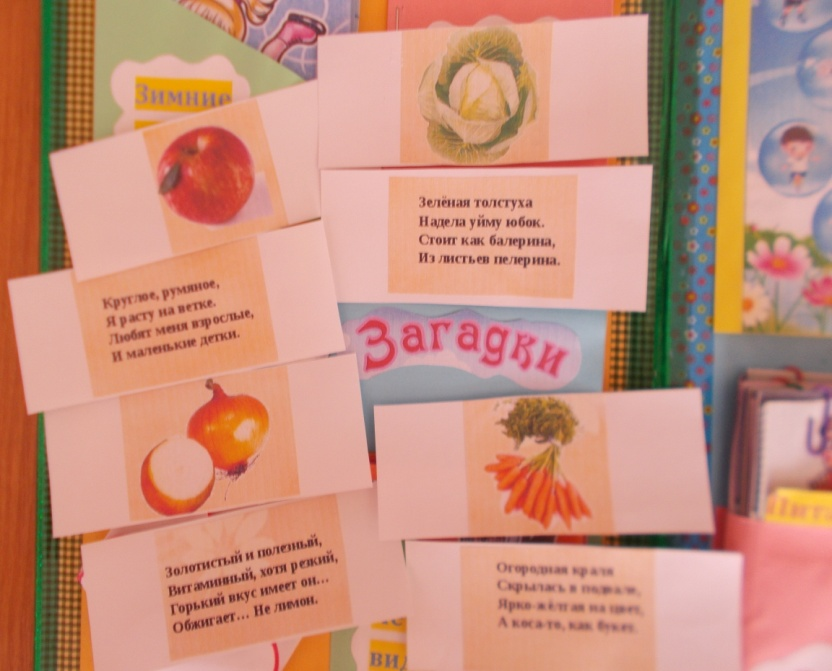 Зимние
Зелёная толстуха
Надела уйму юбок.
Стоит как балерина,
Из листьев пелерина.
Круглое, румяное,
Я расту на ветке.
Любят меня взрослые,
И маленькие детки.
Загадки
Золотистый и полезный,
Витаминный, хотя резкий,
Горький вкус имеет он...
Обжигает... Не лимон.
Огородная краля
Скрылась в подвале,
Ярко-жёлтая на цвет,
А коса-то, как букет.